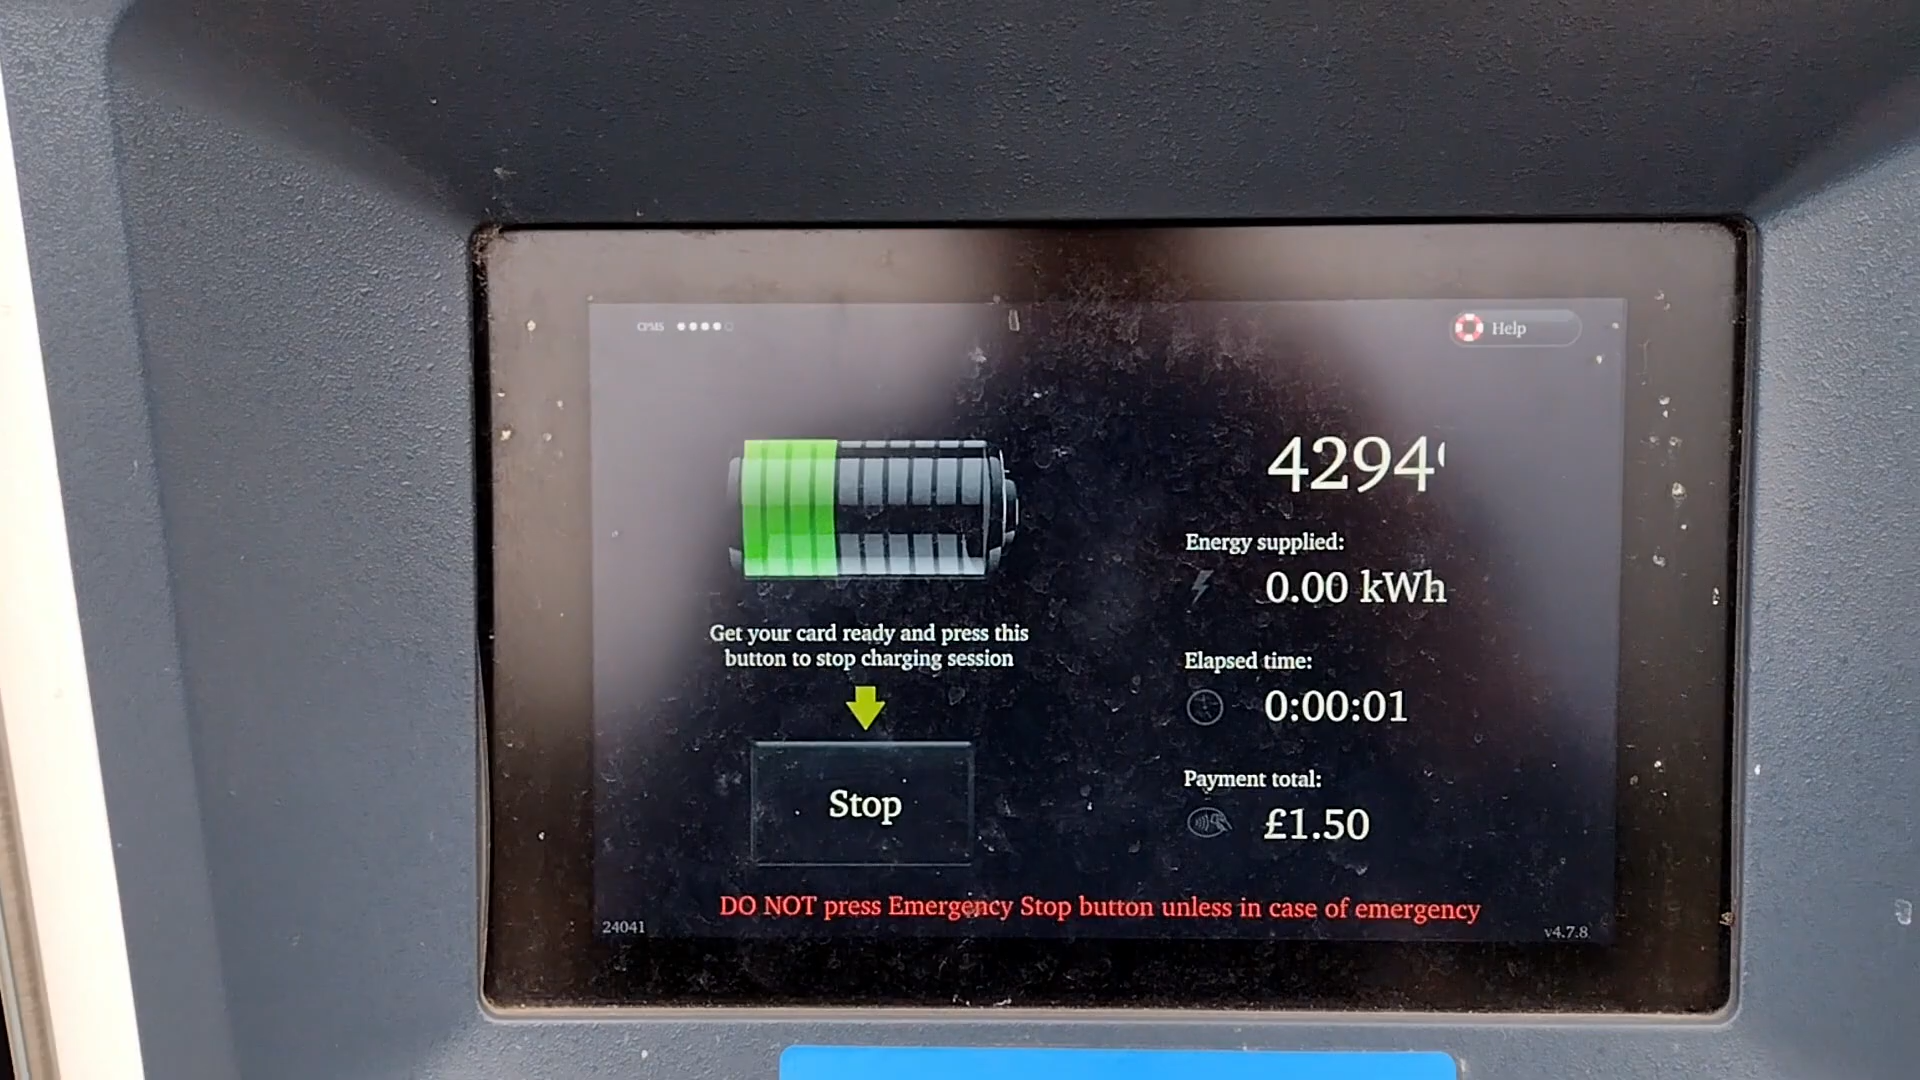 CPMS
Help
4294
Energy supplied:
0.00 kWh
Get your card ready and press this
button to stop charging session
Elapsed time:
0:00:01
Stop
Payment total:
£1.50
DO NOT press Emergency Stop button unless in case of emergency
24041
v4.7.8